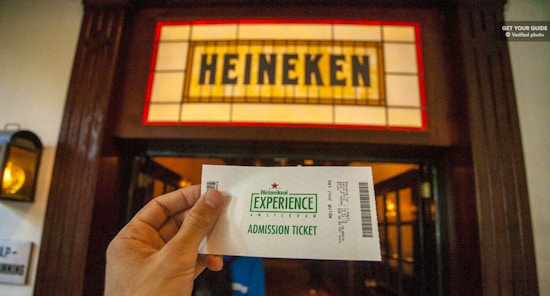 GET YOUR GUIDE
Verified photo
HEINEKEN
Heineken
EXPERIENCE
AMSTERDAM
ADMISSION TICKET